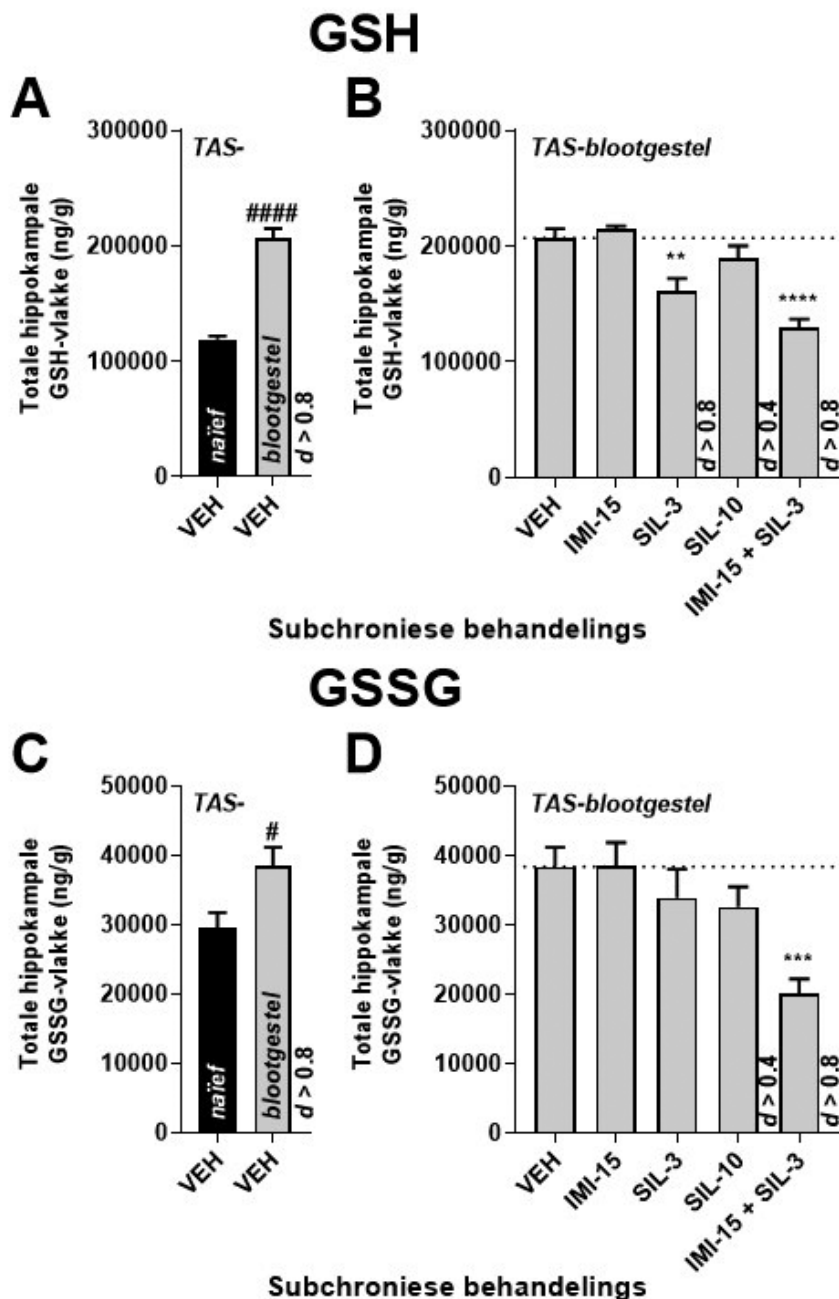 GSH
A
Totale hippokampale
GSH-vlakke (ng/g)
300000
200000
100000
0
TAS-
####
naïef
blootgestel
d > 0.8
VEH
VEH
B
Totale hippokampale
GSH-vlakke (ng/g)
300000
200000
100000
0
TAS-blootgestel
**
****
d > 0.8
d > 0.4
d > 0.8
VEH
IMI-15
SIL-3
SIL-10
IMI-15 + SIL-3
Subchroniese behandelings
GSSG
C
Totale hippokampale
GSSG-vlakke (ng/g)
50000
40000
30000
20000
10000
0
TAS-
#
naïef
blootgestel
d > 0.8
VEH
VEH
D
Totale hippokampale
GSSG-vlakke (ng/g)
50000
40000
30000
20000
10000
0
TAS-blootgestel
***
d > 0.4
d > 0.8
VEH
IMI-15
SIL-3
SIL-10
IMI-15 + SIL-3
Subchroniese behandelings